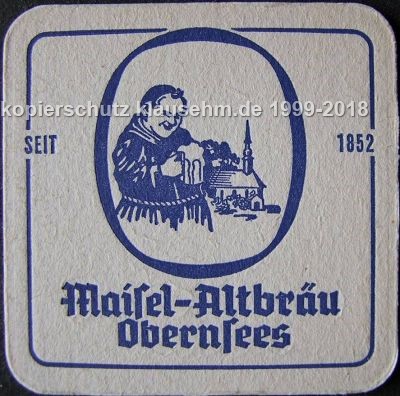 kopierschutz klausehm.de 1999-2018
SEIT 1852
Maiſel-Altbräu
Obernſees